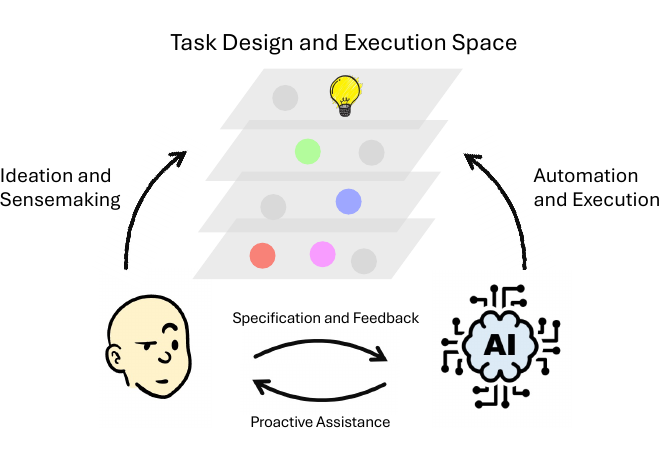 Task Design and Execution Space
Ideation and
Sensemaking
Automation
and Execution
Specification and Feedback
AI
Proactive Assistance